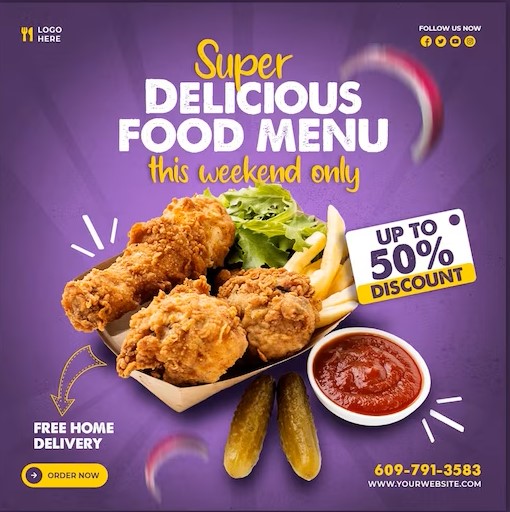 LOGO
HERE
FOLLOW US NOW
Super
DELICIOUS
FOOD MENU
this weekend only
UP TO
50%
DISCOUNT
FREE HOME
DELIVERY
ORDER NOW
609-791-3583
WWW.YOURWEBSITE.COM